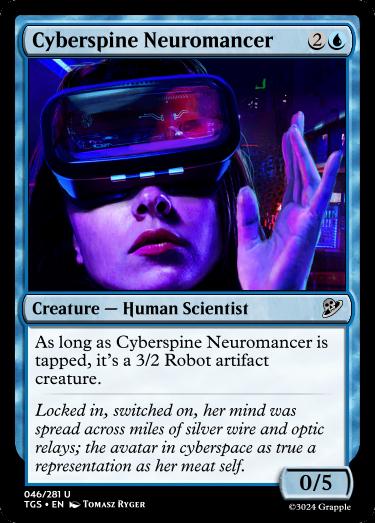 Cyberspine Neuromancer 2
Creature — Human Scientist
As long as Cyberspine Neuromancer is
tapped, it's a 3/2 Robot artifact
creature.
Locked in, switched on, her mind was
spread across miles of silver wire and optic
relays; the avatar in cyberspace as true a
representation as her meat self.
0/5
046/281 U
TGS • EN Tomasz Ryger
©3024 Grapple